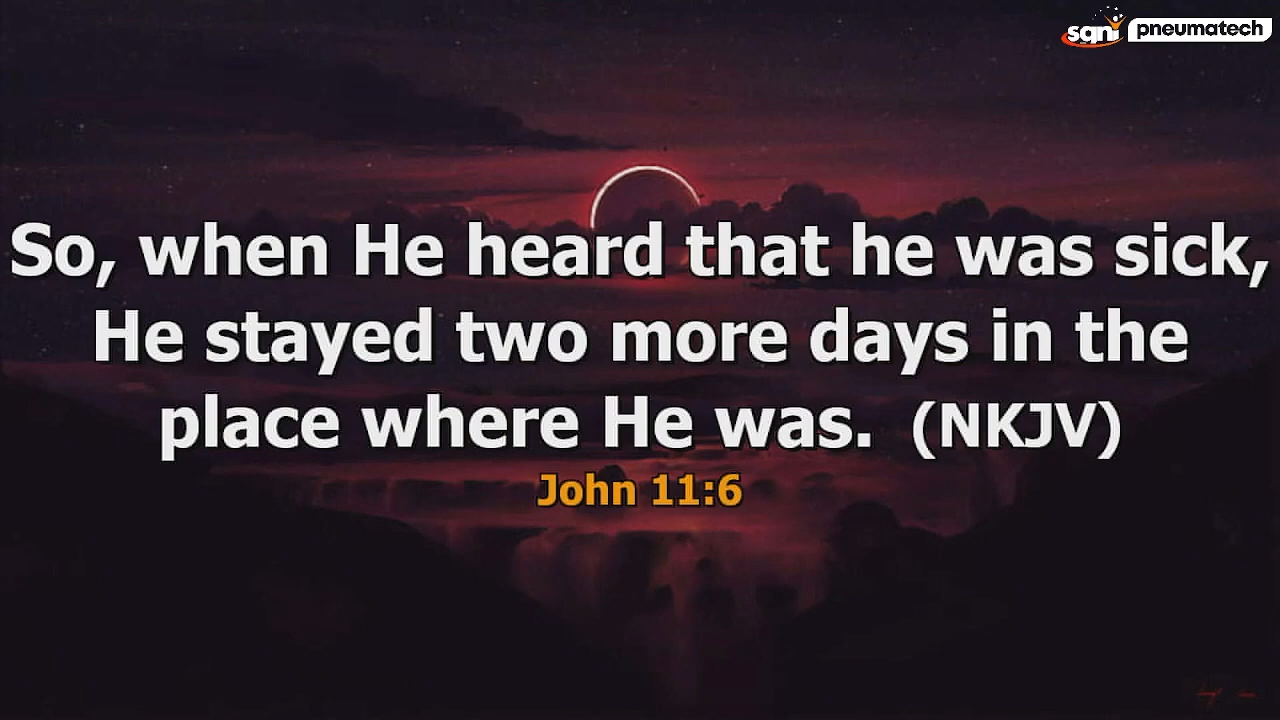 sqni pneumatech
So, when He heard that he was sick,
He stayed two more days in the
place where He was. (NKJV)
John 11:6